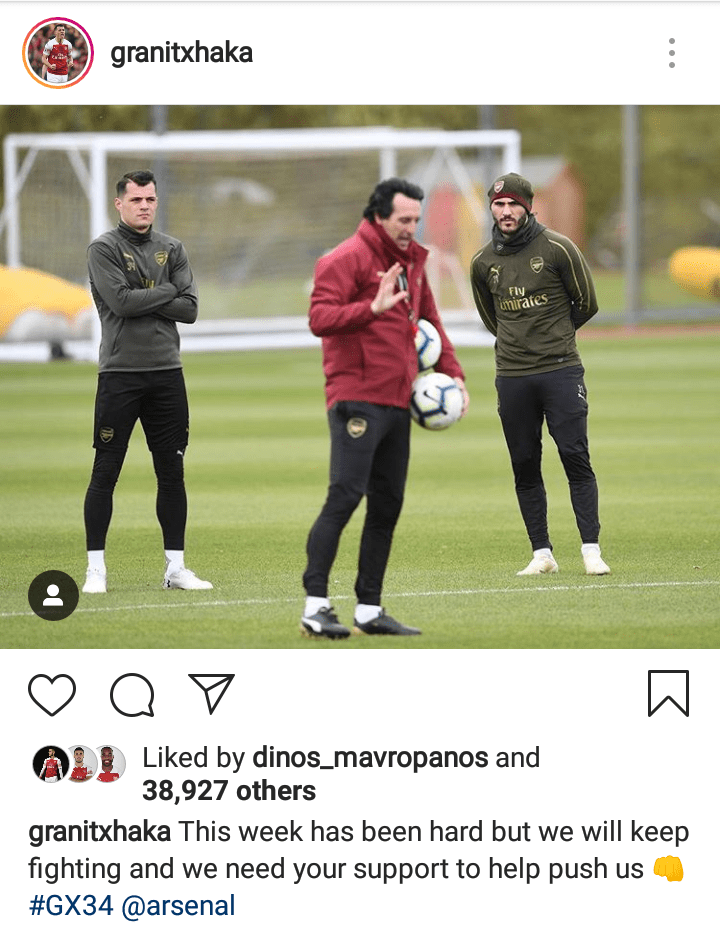 granitxhaka
Fly
Emirates
Liked by dinos_mavropanos and
38,927 others
granitxhaka This week has been hard but we will keep
fighting and we need your support to help push us 👊
#GX34 @arsenal